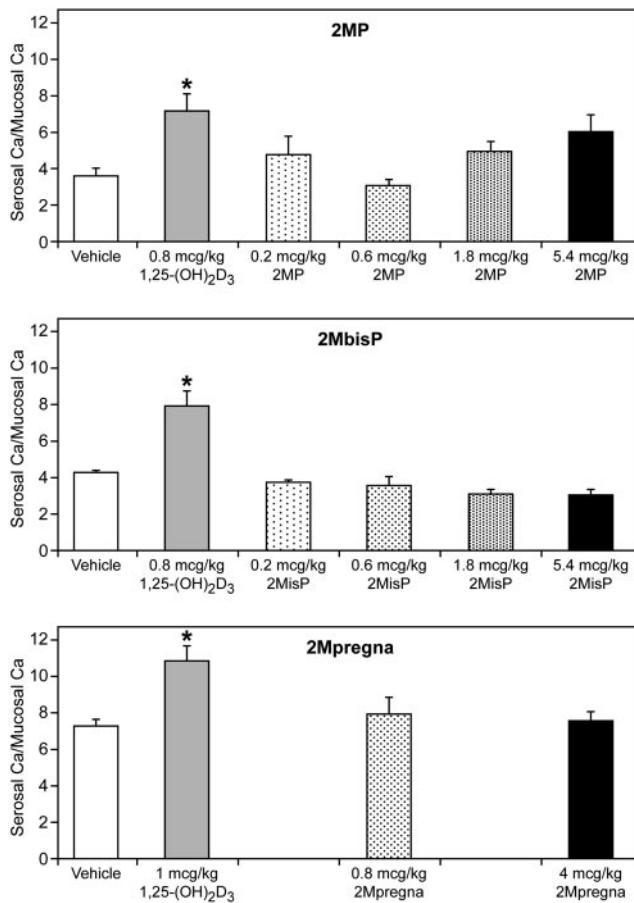 2MP
Serosal Ca/Mucosal Ca
12
10
8
6
4
2
0
*
Vehicle 0.8 mcg/kg 0.2 mcg/kg 0.6 mcg/kg 1.8 mcg/kg 5.4 mcg/kg
1,25-(OH)₂D₃ 2MP 2MP 2MP 2MP
2MbisP
Serosal Ca/Mucosal Ca
12
10
8
6
4
2
0
*
Vehicle 0.8 mcg/kg 0.2 mcg/kg 0.6 mcg/kg 1.8 mcg/kg 5.4 mcg/kg
1,25-(OH)₂D₃ 2MisP 2MisP 2MisP 2MisP
2Mpregna
Serosal Ca/Mucosal Ca
12
10
8
6
4
2
0
*
Vehicle 1 mcg/kg 0.8 mcg/kg 4 mcg/kg
1,25-(OH)₂D₃ 2Mpregna 2Mpregna